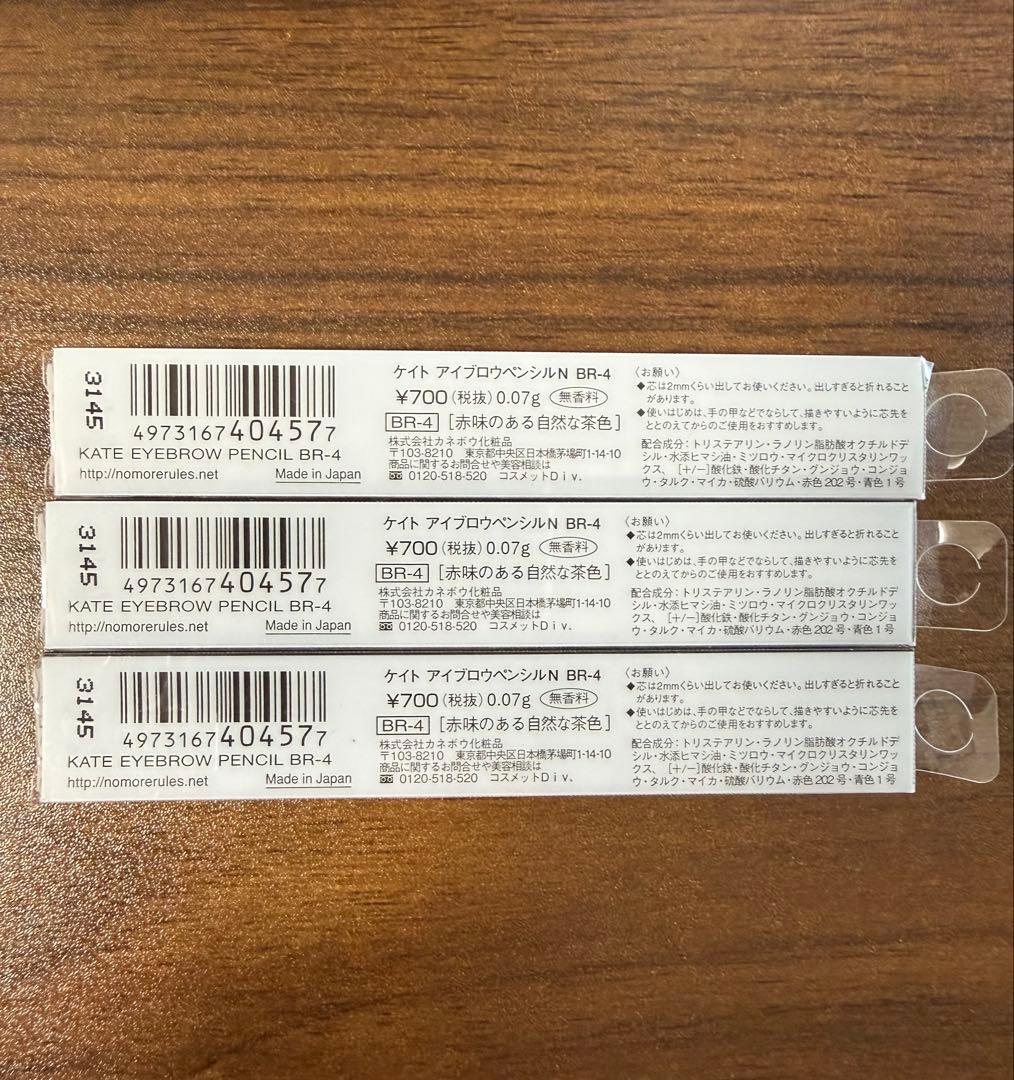 3145
4973167404577
KATE EYEBROW PENCIL BR-4
http://nomorerules.net Made in Japan
ケイト アイブロウペンシルN BR-4
¥700(税抜)0.07g 無香料
BR-4 [赤味のある自然な茶色]
株式会社カネボウ化粧品
〒103-8210 東京都中央区日本橋茅場町1-14-10
商品に関するお問合せや美容相談は
☎ 0120-518-520 コスメットDiv.
〈お願い〉
◆芯は2mmくらい出してお使いください。出しすぎると折れること
があります。
◆使いはじめは、手の甲などでならして、描きやすいように芯先を
ととのえてからのご使用をおすすめします。
配合成分:トリステアリン・ラノリン脂肪酸オクチルドデ
シル・水添ヒマシ油・ミツロウ・マイクロクリスタリンワッ
クス、[+/-]酸化鉄・酸化チタン・グンジョウ・コンジョ
ウ・タルク・マイカ・硫酸バリウム・赤色202号・青色1号
3145
4973167404577
KATE EYEBROW PENCIL BR-4
http://nomorerules.net Made in Japan
ケイト アイブロウペンシルN BR-4
¥700(税抜)0.07g 無香料
BR-4 [赤味のある自然な茶色]
株式会社カネボウ化粧品
〒103-8210 東京都中央区日本橋茅場町1-14-10
商品に関するお問合せや美容相談は
☎ 0120-518-520 コスメットDiv.
〈お願い〉
◆芯は2mmくらい出してお使いください。出しすぎると折れること
があります。
◆使いはじめは、手の甲などでならして、描きやすいように芯先を
ととのえてからのご使用をおすすめします。
配合成分:トリステアリン・ラノリン脂肪酸オクチルドデ
シル・水添ヒマシ油・ミツロウ・マイクロクリスタリンワッ
クス、[+/-]酸化鉄・酸化チタン・グンジョウ・コンジョ
ウ・タルク・マイカ・硫酸バリウム・赤色202号・青色1号
3145
4973167404577
KATE EYEBROW PENCIL BR-4
http://nomorerules.net Made in Japan
ケイト アイブロウペンシルN BR-4
¥700(税抜)0.07g 無香料
BR-4 [赤味のある自然な茶色]
株式会社カネボウ化粧品
〒103-8210 東京都中央区日本橋茅場町1-14-10
商品に関するお問合せや美容相談は
☎ 0120-518-520 コスメットDiv.
〈お願い〉
◆芯は2mmくらい出してお使いください。出しすぎると折れること
があります。
◆使いはじめは、手の甲などでならして、描きやすいように芯先を
ととのえてからのご使用をおすすめします。
配合成分:トリステアリン・ラノリン脂肪酸オクチルドデ
シル・水添ヒマシ油・ミツロウ・マイクロクリスタリンワッ
クス、[+/-]酸化鉄・酸化チタン・グンジョウ・コンジョ
ウ・タルク・マイカ・硫酸バリウム・赤色202号・青色1号